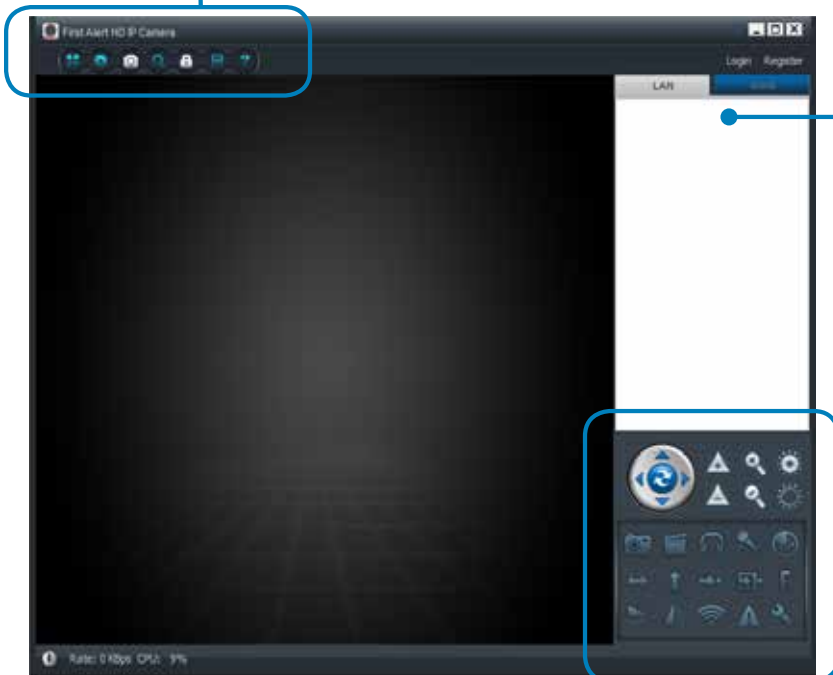 First Alert HD IP Camera
Login Register
LAN
Rate: 0 KBps CPU: 9%